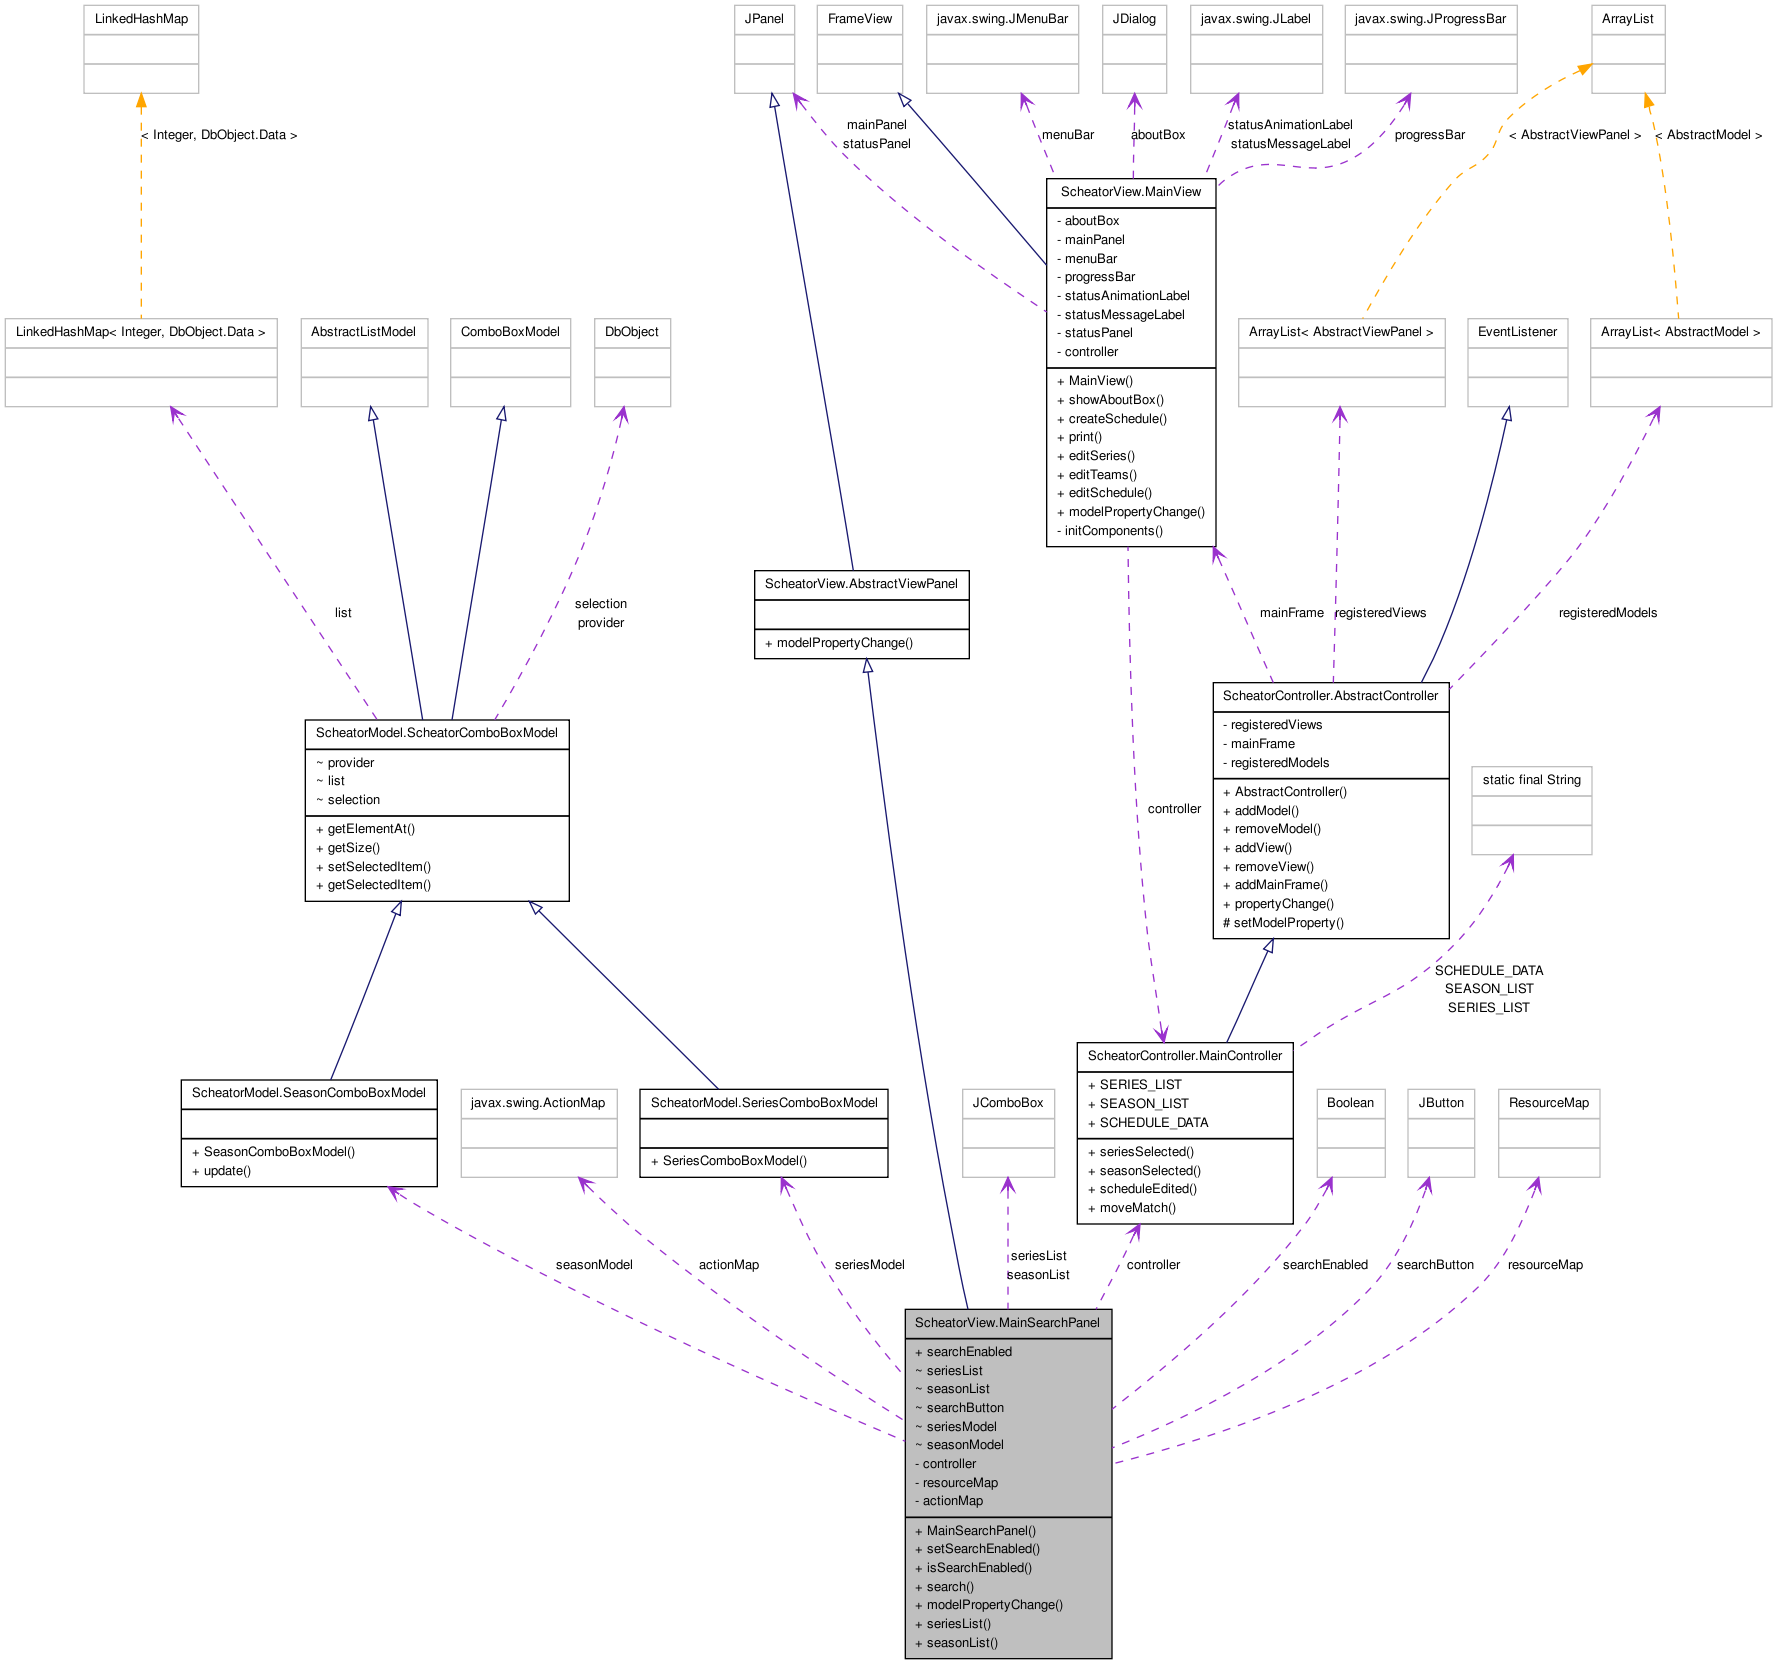 LinkedHashMap
JPanel
FrameView
javax.swing.JMenuBar
JDialog
javax.swing.JLabel
javax.swing.JProgressBar
ArrayList
< Integer, DbObject.Data >
mainPanel
statusPanel
menuBar
aboutBox
statusAnimationLabel
statusMessageLabel
progressBar
< AbstractViewPanel >
< AbstractModel >
ScheatorView.MainView
- aboutBox
- mainPanel
- menuBar
- progressBar
- statusAnimationLabel
- statusMessageLabel
- statusPanel
- controller
+ MainView()
+ showAboutBox()
+ createSchedule()
+ print()
+ editSeries()
+ editTeams()
+ editSchedule()
+ modelPropertyChange()
- initComponents()
LinkedHashMap< Integer, DbObject.Data >
AbstractListModel
ComboBoxModel
DbObject
ArrayList< AbstractViewPanel >
EventListener
ArrayList< AbstractModel >
list
selection
provider
ScheatorView.AbstractViewPanel
+ modelPropertyChange()
mainFrame
registeredViews
registeredModels
ScheatorModel.ScheatorComboBoxModel
~ provider
~ list
~ selection
+ getElementAt()
+ getSize()
+ setSelectedItem()
+ getSelectedItem()
controller
ScheatorController.AbstractController
- registeredViews
- mainFrame
- registeredModels
+ AbstractController()
+ addModel()
+ removeModel()
+ addView()
+ removeView()
+ addMainFrame()
+ propertyChange()
# setModelProperty()
static final String
SCHEDULE_DATA
SEASON_LIST
SERIES_LIST
ScheatorModel.SeasonComboBoxModel
+ SeasonComboBoxModel()
+ update()
javax.swing.ActionMap
ScheatorModel.SeriesComboBoxModel
+ SeriesComboBoxModel()
JComboBox
ScheatorController.MainController
+ SERIES_LIST
+ SEASON_LIST
+ SCHEDULE_DATA
+ seriesSelected()
+ seasonSelected()
+ scheduleEdited()
+ moveMatch()
Boolean
JButton
ResourceMap
seasonModel
actionMap
seriesModel
seriesList
seasonList
controller
searchEnabled
searchButton
resourceMap
ScheatorView.MainSearchPanel
+ searchEnabled
~ seriesList
~ seasonList
~ searchButton
~ seriesModel
~ seasonModel
- controller
- resourceMap
- actionMap
+ MainSearchPanel()
+ setSearchEnabled()
+ isSearchEnabled()
+ search()
+ modelPropertyChange()
+ seriesList()
+ seasonList()